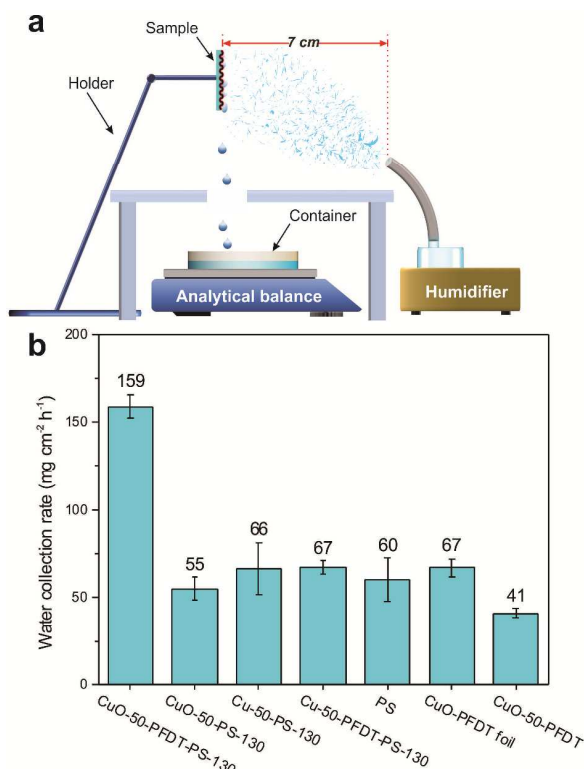 a
Sample
7 cm
Holder
Container
Analytical balance
Humidifier
b
Water collection rate (mg cm⁻² h⁻¹)
200
150
100
50
0
159
55
66
67
60
67
41
CuO-50-PFDT-PS-130
CuO-50-PS-130
Cu-50-PS-130
Cu-50-PFDT-PS-130
PS
CuO-PFDT foil
CuO-50-PFDT